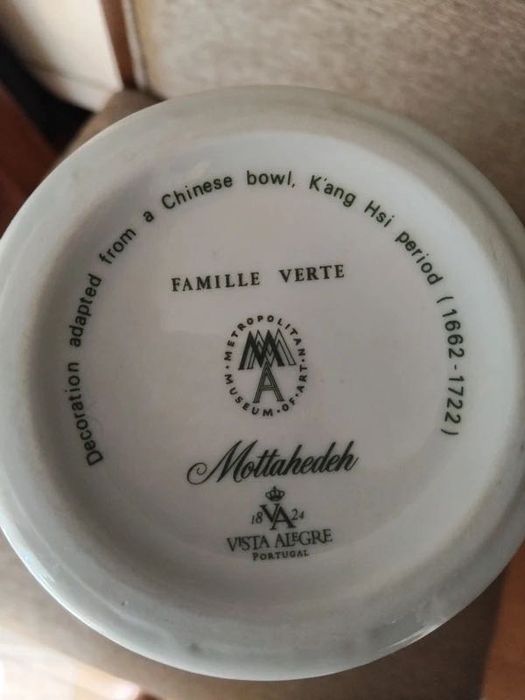 Decoration adapted from a Chinese bowl, K'ang Hsi period (1662-1722)
FAMILLE VERTE
METROPOLITAN · MUSEUM · OF · ART ·
MMA
Mottahedeh
18 VA 24
VISTA ALEGRE
PORTUGAL